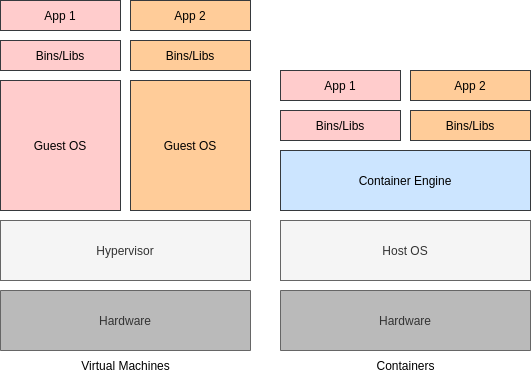 App 1
App 2
Bins/Libs
Bins/Libs
Guest OS
Guest OS
Hypervisor
Hardware
Virtual Machines
App 1
App 2
Bins/Libs
Bins/Libs
Container Engine
Host OS
Hardware
Containers